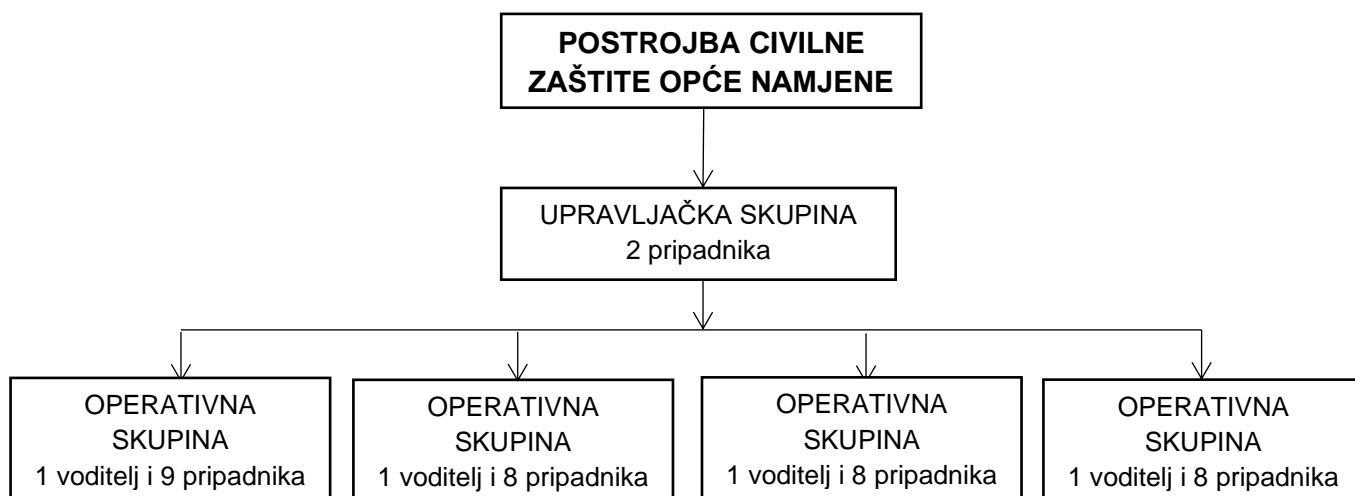 POSTROJBA CIVILNE
ZAŠTITE OPĆE NAMJENE
UPRAVLJAČKA SKUPINA
2 pripadnika
OPERATIVNA
SKUPINA
1 voditelj i 9 pripadnika
OPERATIVNA
SKUPINA
1 voditelj i 8 pripadnika
OPERATIVNA
SKUPINA
1 voditelj i 8 pripadnika
OPERATIVNA
SKUPINA
1 voditelj i 8 pripadnika